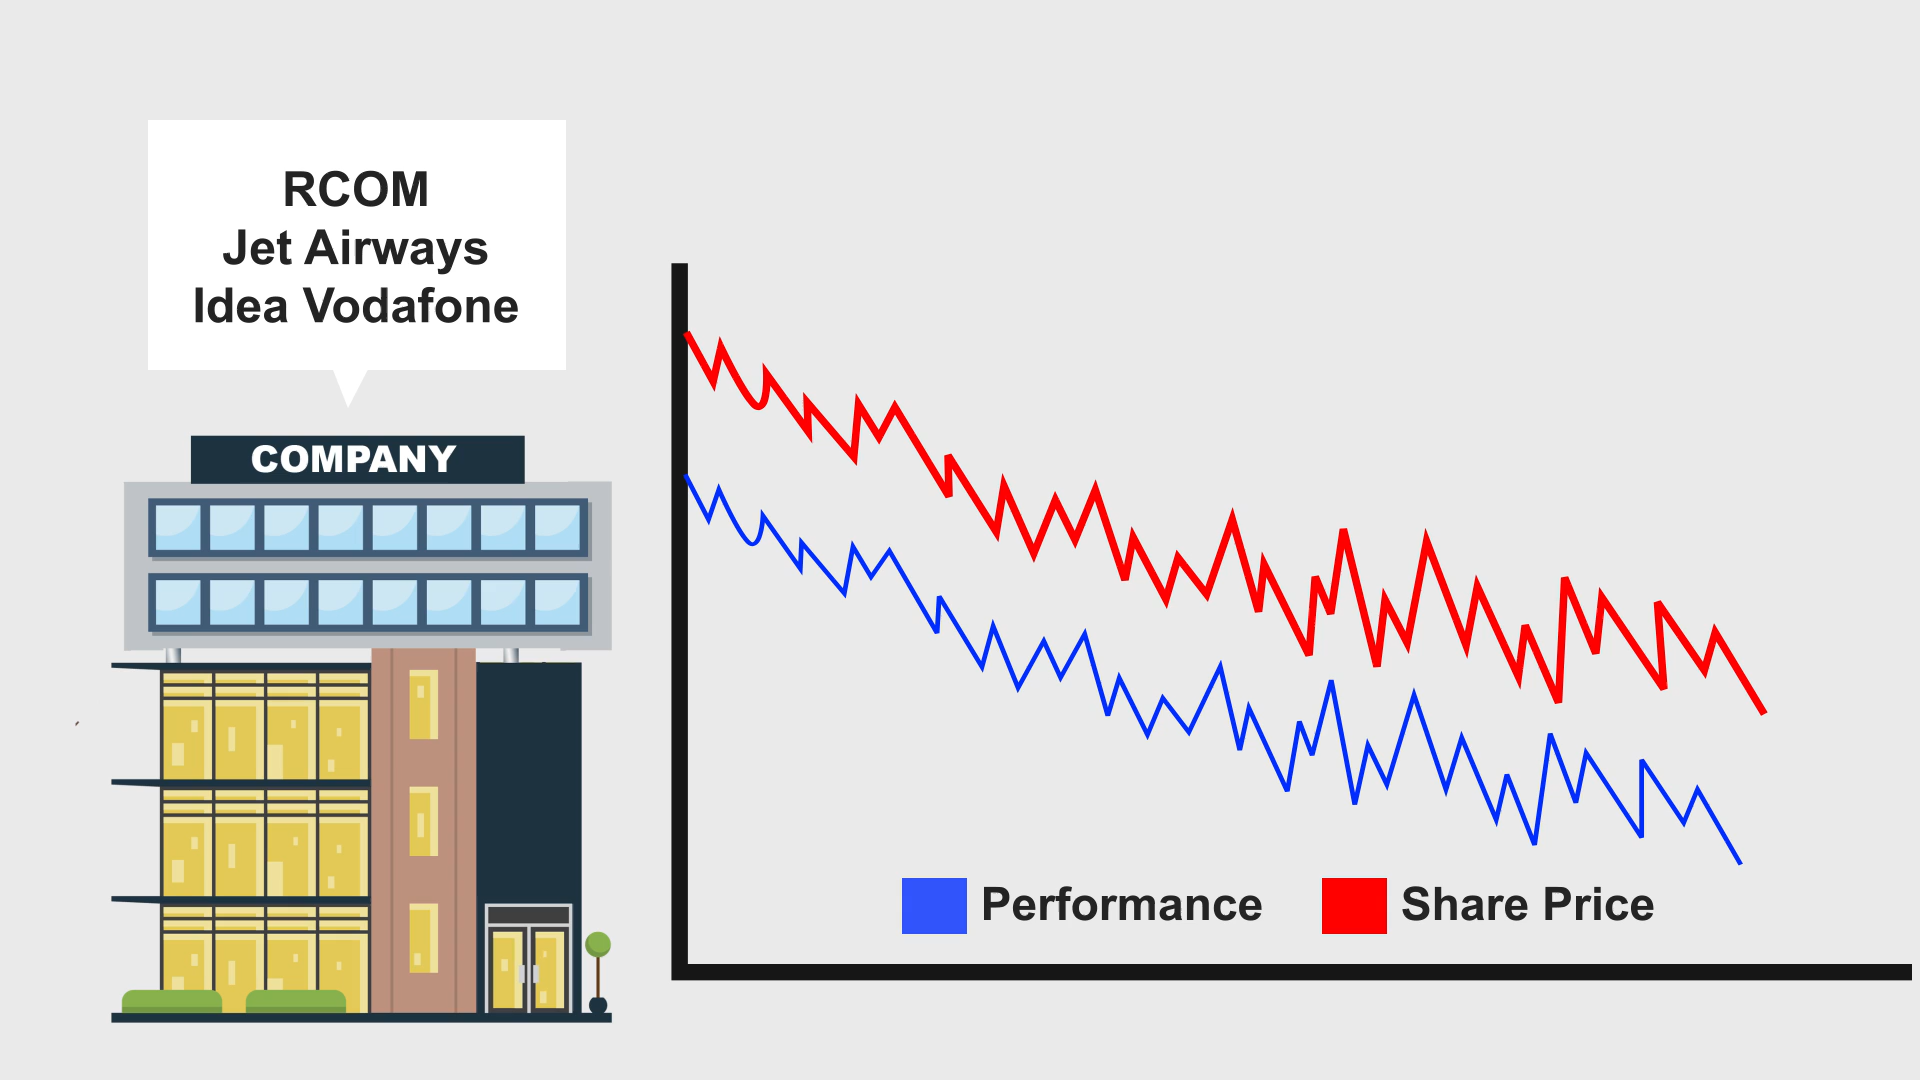 RCOM
Jet Airways
Idea Vodafone
COMPANY
Performance
Share Price